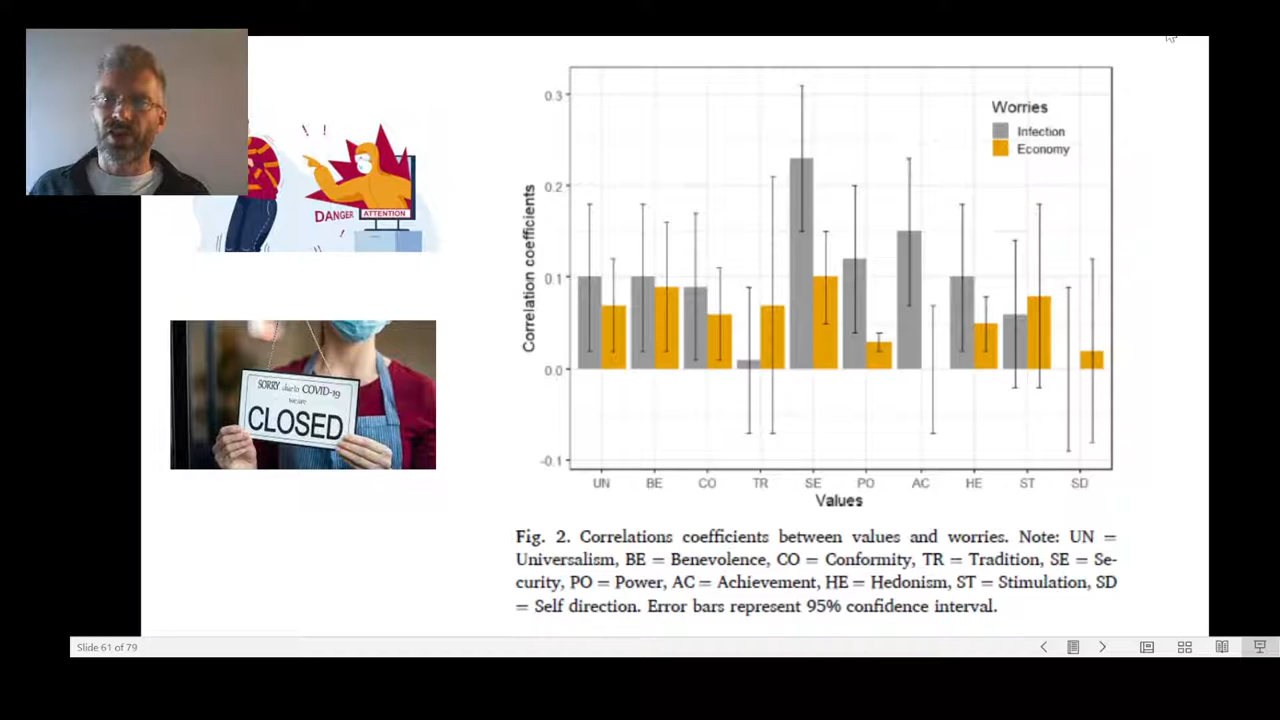 DANGER
ATTENTION
SORRY due to COVID-19
we are
CLOSED
0.3
0.2
0.1
0.0
-0.1
Correlation coefficients
Worries
Infection
Economy
UN BE CO TR SE PO AC HE ST SD
Values
Fig. 2. Correlations coefficients between values and worries. Note: UN =
Universalism, BE = Benevolence, CO = Conformity, TR = Tradition, SE = Se-
curity, PO = Power, AC = Achievement, HE = Hedonism, ST = Stimulation, SD
= Self direction. Error bars represent 95% confidence interval.
Slide 61 of 79